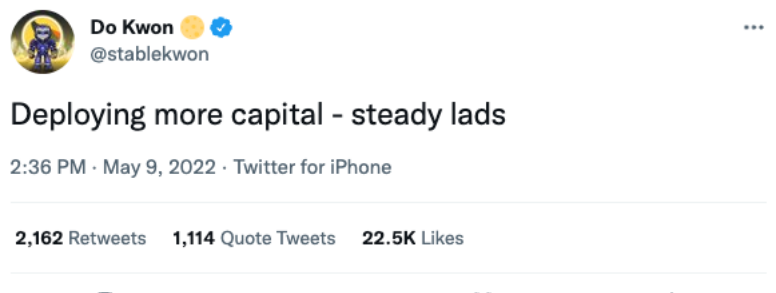 Do Kwon
@stablekwon
Deploying more capital - steady lads
2:36 PM · May 9, 2022 · Twitter for iPhone
2,162 Retweets 1,114 Quote Tweets 22.5K Likes